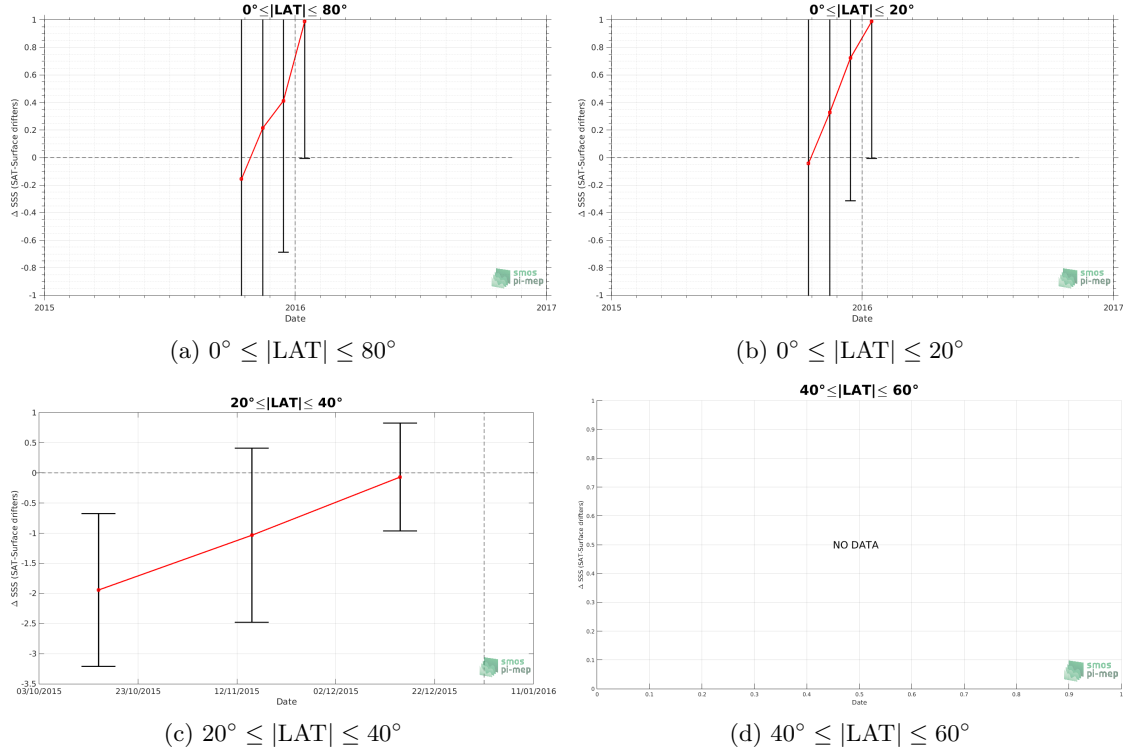 0°≤|LAT|≤ 80°
1
0.8
0.6
0.4
0.2
0
-0.2
-0.4
-0.6
-0.8
-1
Δ SSS (SAT-Surface drifters)
2015
2016
2017
Date
smos
pi-mep
(a) 0° ≤ |LAT| ≤ 80°
0°≤|LAT|≤ 20°
1
0.8
0.6
0.4
0.2
0
-0.2
-0.4
-0.6
-0.8
-1
Δ SSS (SAT-Surface drifters)
2015
2016
2017
Date
smos
pi-mep
(b) 0° ≤ |LAT| ≤ 20°
20°≤|LAT|≤ 40°
1
0.5
0
-0.5
-1
-1.5
-2
-2.5
-3
-3.5
Δ SSS (SAT-Surface drifters)
03/10/2015
23/10/2015
12/11/2015
02/12/2015
22/12/2015
11/01/2016
Date
smos
pi-mep
(c) 20° ≤ |LAT| ≤ 40°
40°≤|LAT|≤ 60°
1
0.9
0.8
0.7
0.6
0.5
0.4
0.3
0.2
0.1
0
Δ SSS (SAT-Surface drifters)
NO DATA
0
0.1
0.2
0.3
0.4
0.5
0.6
0.7
0.8
0.9
1
Date
smos
pi-mep
(d) 40° ≤ |LAT| ≤ 60°